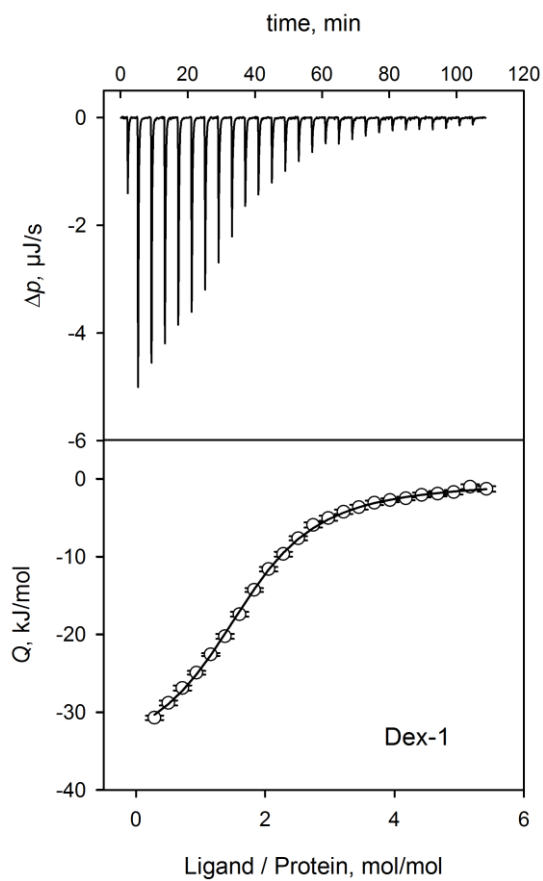 time, min
0 20 40 60 80 100 120
0
-2
-4
-6
Δp, µJ/s
0
-10
-20
-30
-40
Q, kJ/mol
Dex-1
0 2 4 6
Ligand / Protein, mol/mol